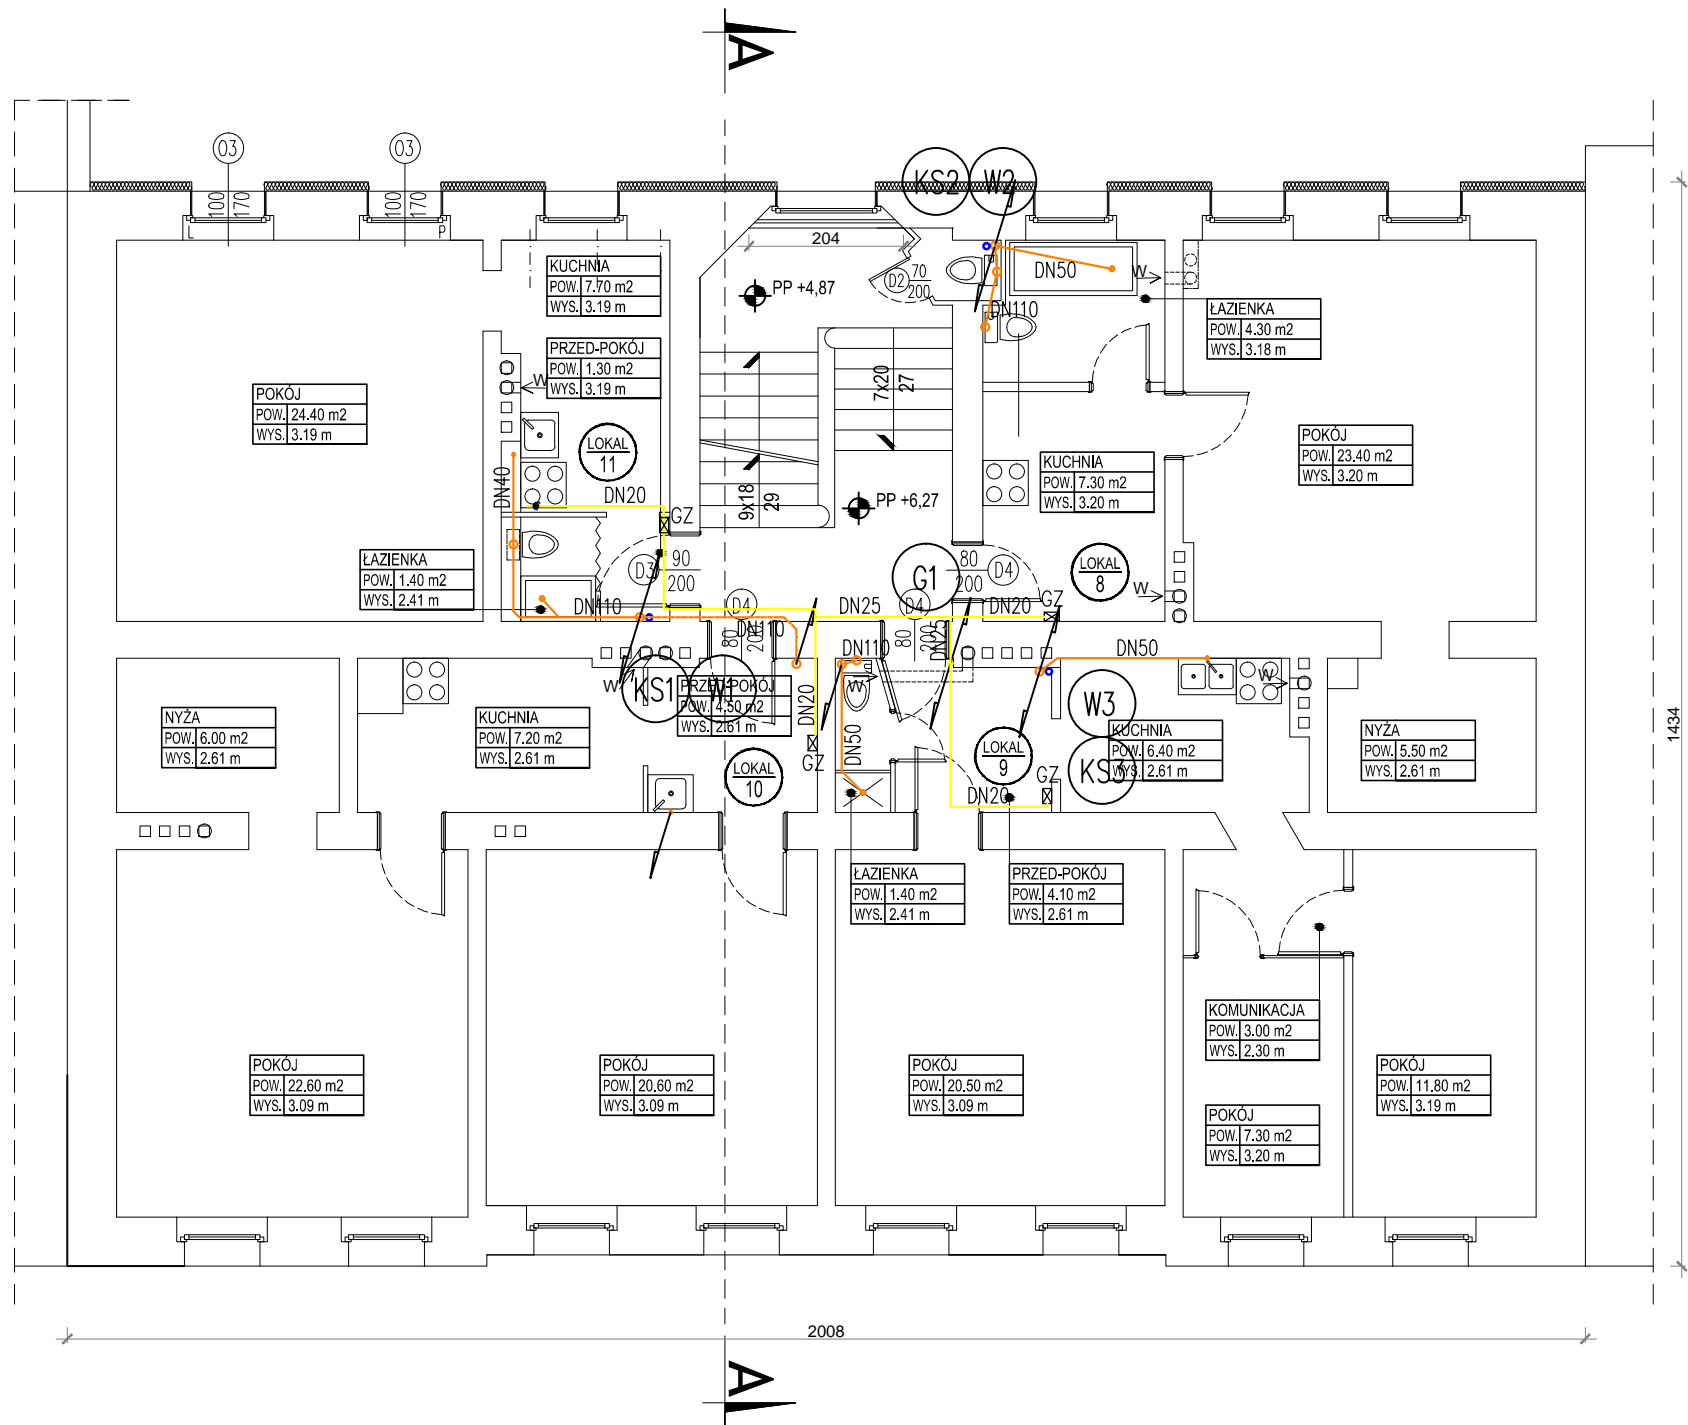 A
03
03
KS2
W2
100
170
100
170
L
P
204
KUCHNIA
POW. 7.70 m2
WYS. 3.19 m
PP +4,87
D2
70
200
DN50
W
DN110
ŁAZIENKA
POW. 4.30 m2
WYS. 3.18 m
PRZED-POKÓJ
POW. 1.30 m2
WYS. 3.19 m
W
7x20
27
POKÓJ
POW. 24.40 m2
WYS. 3.19 m
LOKAL
11
POKÓJ
POW. 23.40 m2
WYS. 3.20 m
KUCHNIA
POW. 7.30 m2
WYS. 3.20 m
DN40
DN20
9x18
29
PP +6,27
GZ
ŁAZIENKA
POW. 1.40 m2
WYS. 2.41 m
D3
90
200
G1
80
200
D4
LOKAL
8
W
DN110
D4
DN110
80
200
DN25
D4
80
200
DN25
DN20
GZ
DN110
DN50
W
KS1
W1
PRZED-POKÓJ
POW. 4.50 m2
WYS. 2.61 m
DN20
W
DN50
W
W3
NYŻA
POW. 6.00 m2
WYS. 2.61 m
KUCHNIA
POW. 7.20 m2
WYS. 2.61 m
KUCHNIA
POW. 6.40 m2
WYS. 2.61 m
NYŻA
POW. 5.50 m2
WYS. 2.61 m
1434
LOKAL
10
GZ
LOKAL
9
GZ
KS3
DN20
ŁAZIENKA
POW. 1.40 m2
WYS. 2.41 m
PRZED-POKÓJ
POW. 4.10 m2
WYS. 2.61 m
KOMUNIKACJA
POW. 3.00 m2
WYS. 2.30 m
POKÓJ
POW. 22.60 m2
WYS. 3.09 m
POKÓJ
POW. 20.60 m2
WYS. 3.09 m
POKÓJ
POW. 20.50 m2
WYS. 3.09 m
POKÓJ
POW. 11.80 m2
WYS. 3.19 m
POKÓJ
POW. 7.30 m2
WYS. 3.20 m
2008
A